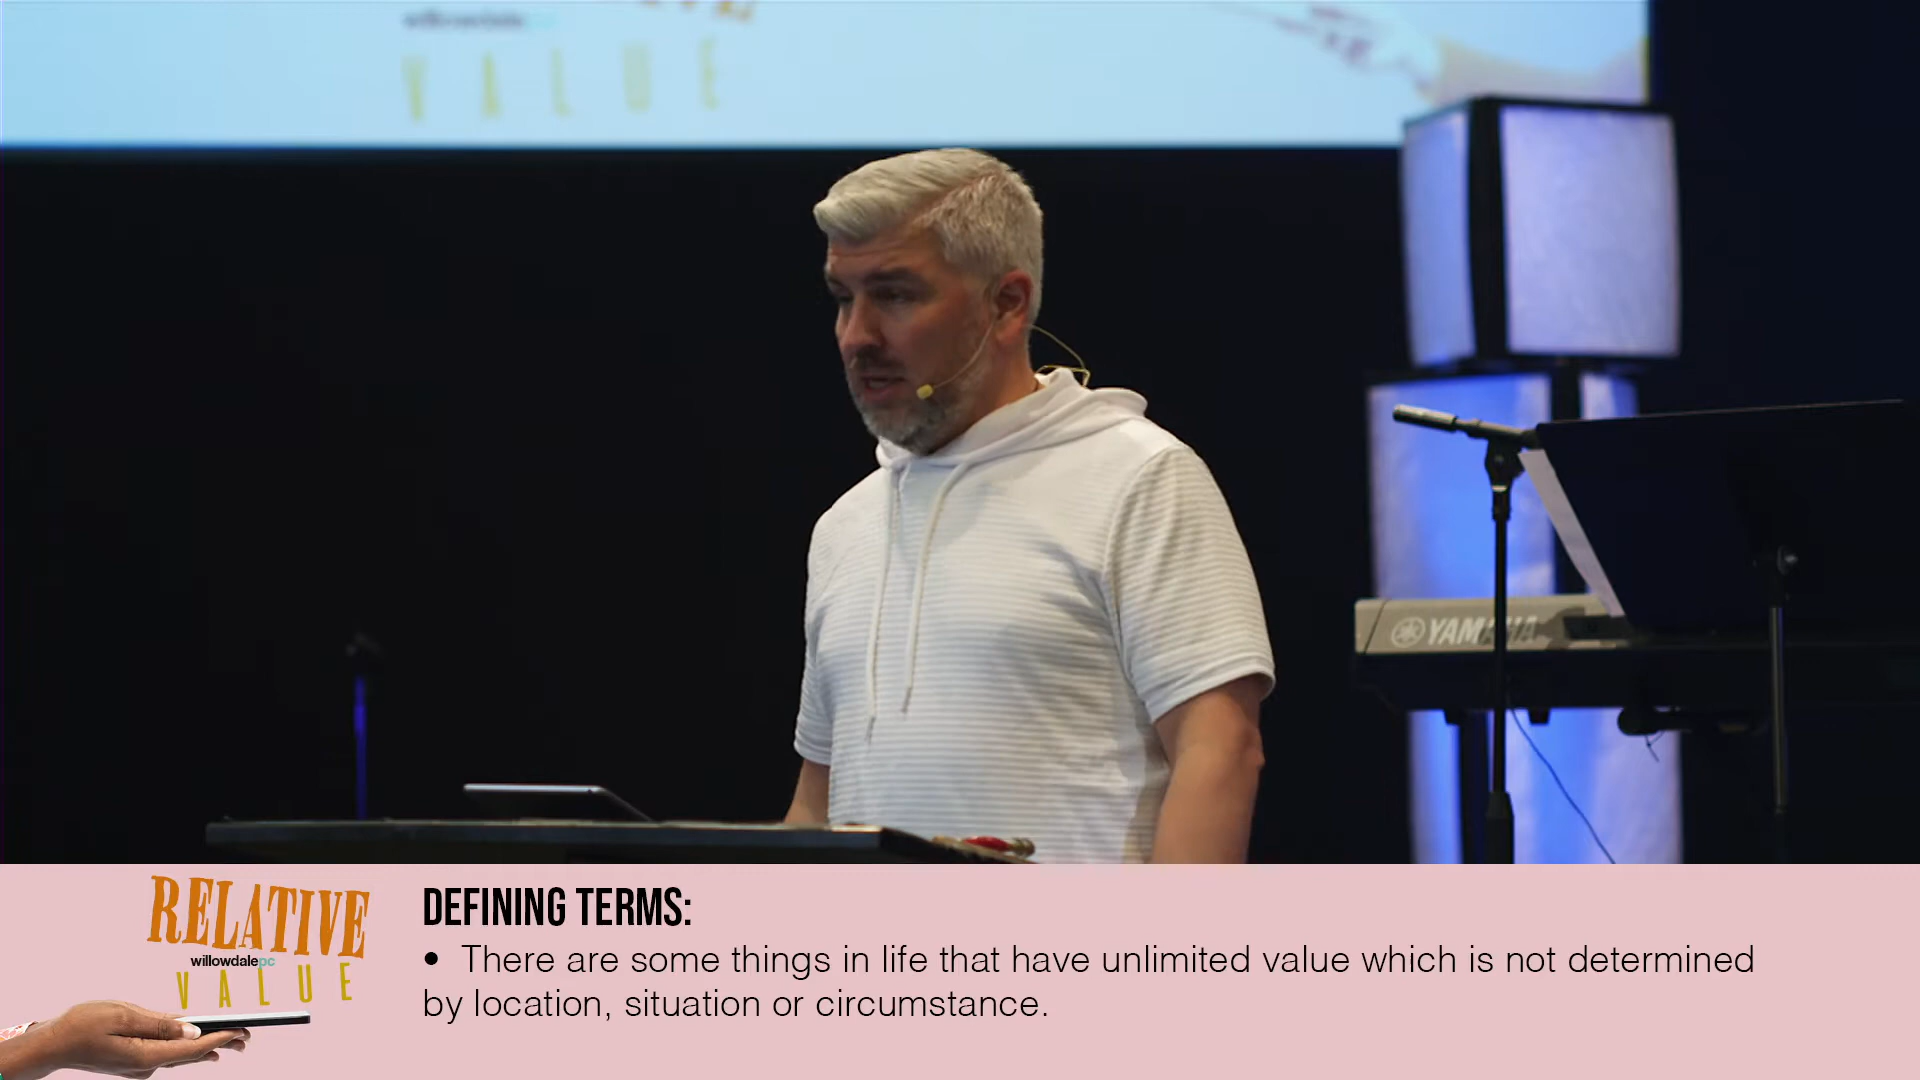 willowdale
VALUE
YAMAHA
RELATIVE
willowdalepc
VALUE
DEFINING TERMS:
• There are some things in life that have unlimited value which is not determined
by location, situation or circumstance.